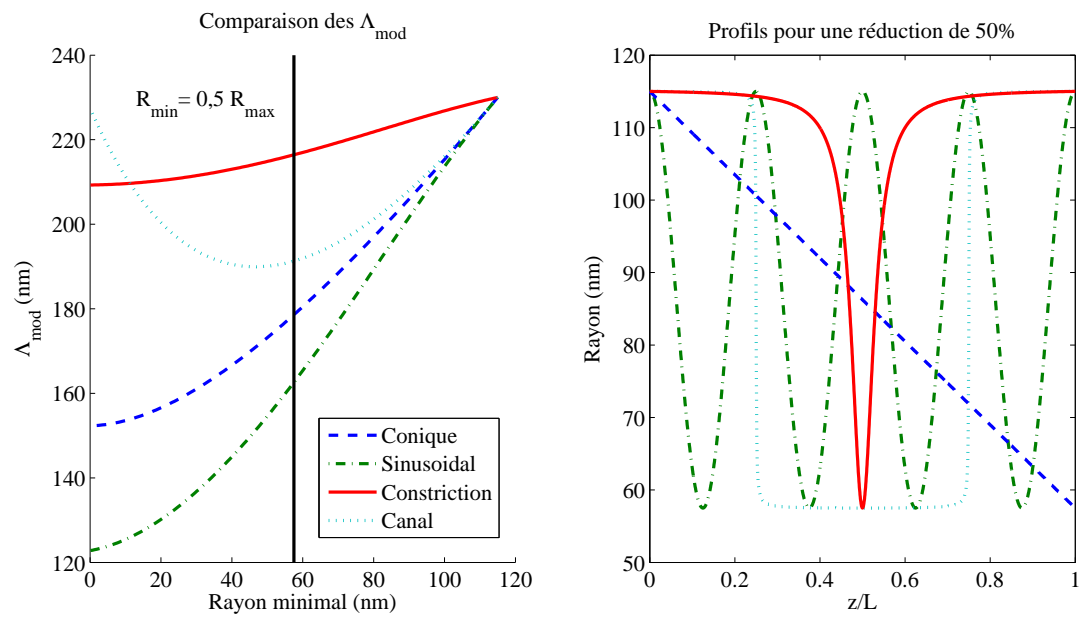 Comparaison des Λmod
240
220
200
180
160
140
120
Λmod (nm)
Rmin= 0,5 Rmax
Conique
Sinusoidal
Constriction
Canal
0
20
40
60
80
100
120
Rayon minimal (nm)
Profils pour une réduction de 50%
120
110
100
90
80
70
60
50
Rayon (nm)
0
0.2
0.4
0.6
0.8
1
z/L